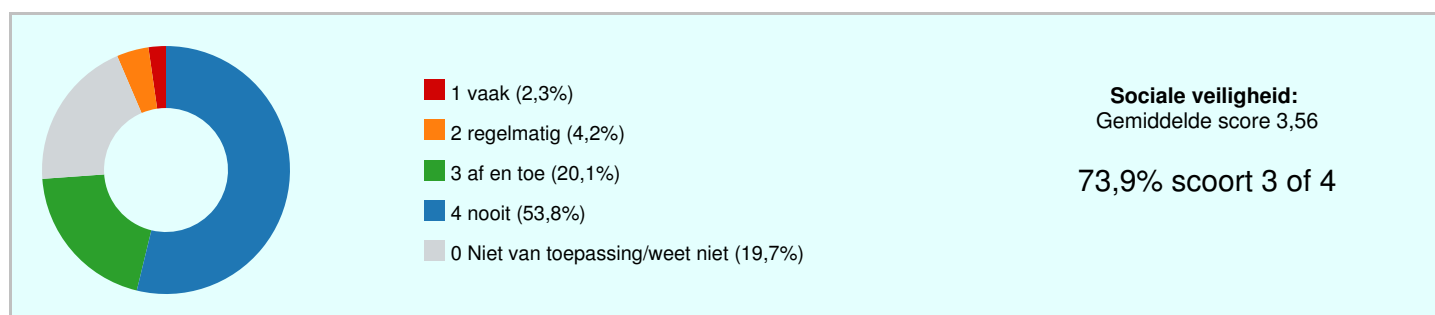 1 vaak (2,3%)
2 regelmatig (4,2%)
3 af en toe (20,1%)
4 nooit (53,8%)
0 Niet van toepassing/weet niet (19,7%)
Sociale veiligheid:
Gemiddelde score 3,56
73,9% scoort 3 of 4